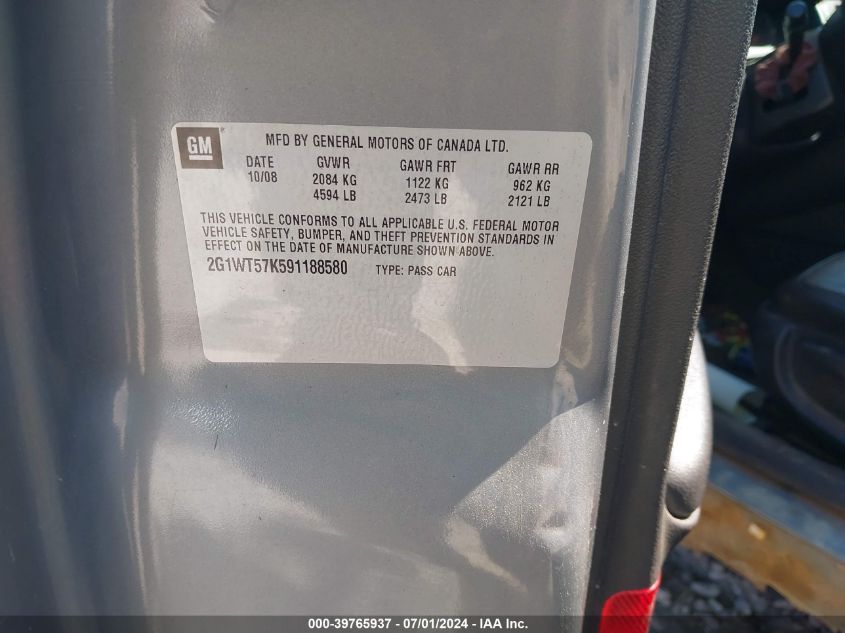 GM
MFD BY GENERAL MOTORS OF CANADA LTD.
DATE GVWR GAWR FRT GAWR RR
10/08 2084 KG 1122 KG 962 KG
4594 LB 2473 LB 2121 LB
THIS VEHICLE CONFORMS TO ALL APPLICABLE U.S. FEDERAL MOTOR
VEHICLE SAFETY, BUMPER, AND THEFT PREVENTION STANDARDS IN
EFFECT ON THE DATE OF MANUFACTURE SHOWN ABOVE.
2G1WT57K591188580 TYPE: PASS CAR
000-39765937 - 07/01/2024 - IAA Inc.